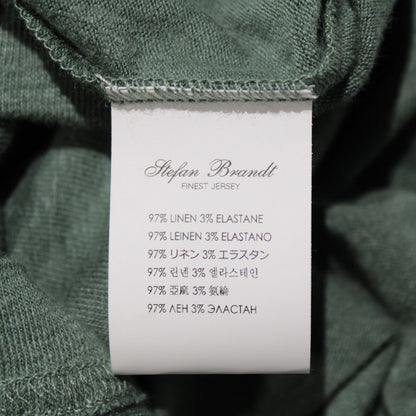 Stefan Brandt
FINEST JERSEY
97% LINEN 3% ELASTANE
97% LEINEN 3% ELASTANO
97% リネン 3% エラスタン
97% 린넨 3% 엘라스테인
97% 亞麻 3% 氨綸
97% ЛЕН 3% ЭЛАСТАН